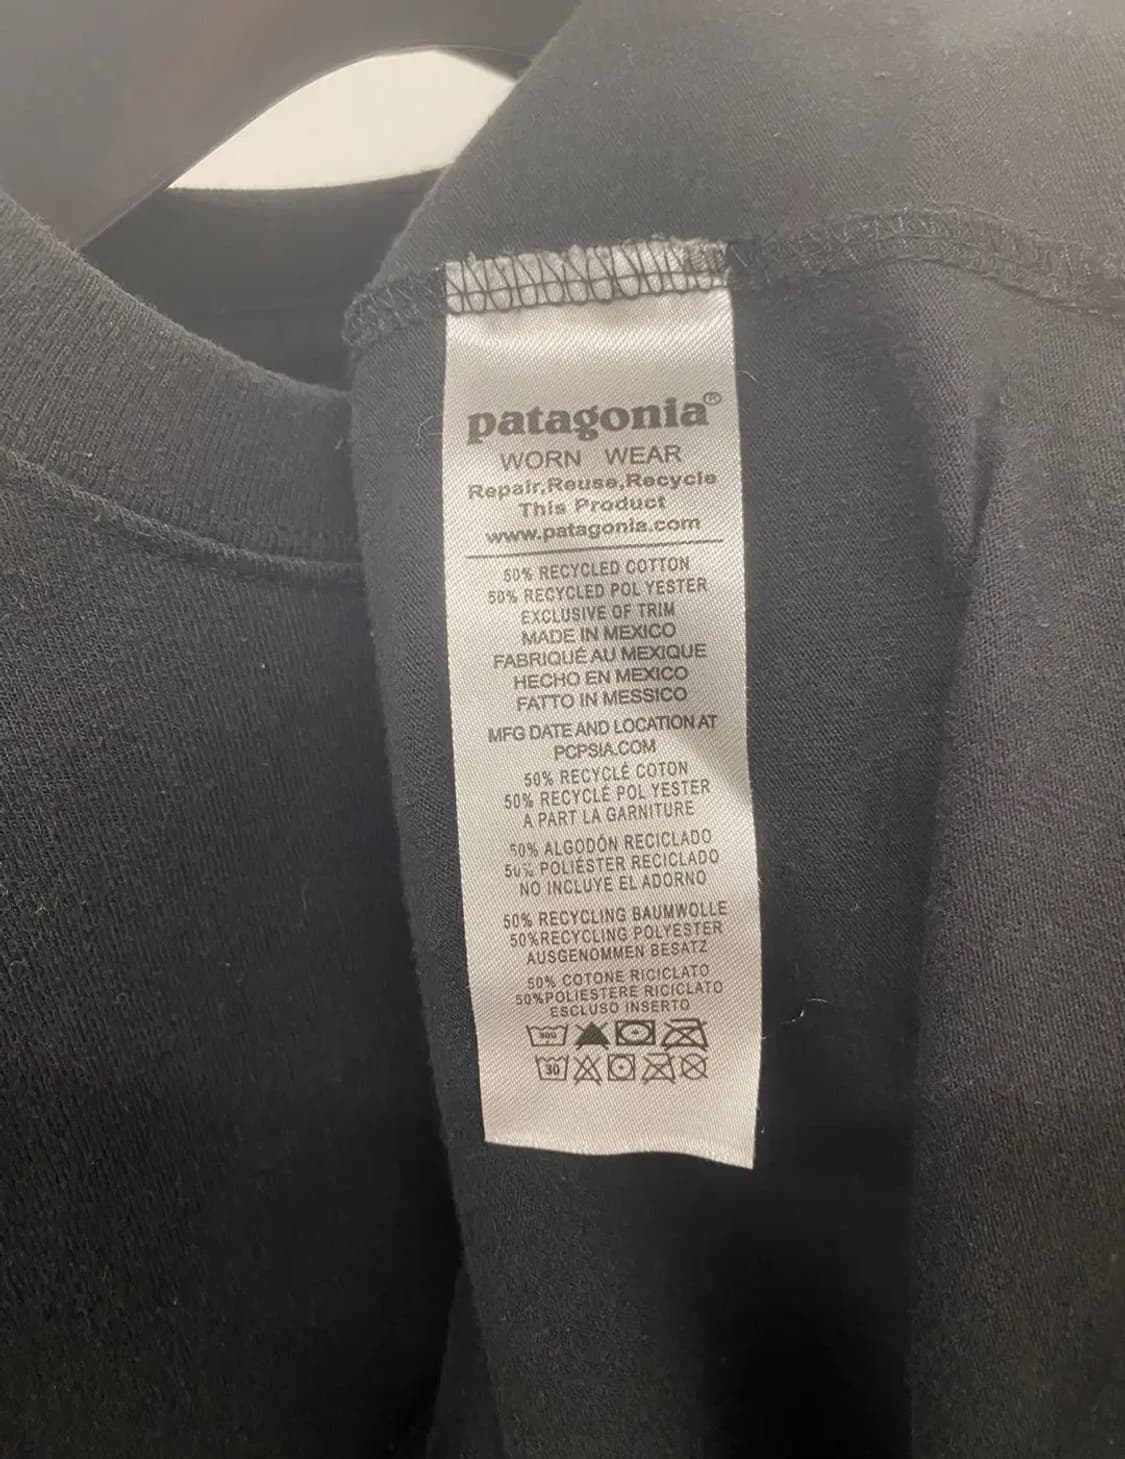 patagonia®
WORN WEAR
Repair,Reuse,Recycle
This Product
www.patagonia.com
50% RECYCLED COTTON
50% RECYCLED POL YESTER
EXCLUSIVE OF TRIM
MADE IN MEXICO
FABRIQUÉ AU MEXIQUE
HECHO EN MEXICO
FATTO IN MESSICO
MFG DATE AND LOCATION AT
PCPSIA.COM
50% RECYCLÉ COTON
50% RECYCLÉ POL YESTER
A PART LA GARNITURE
50% ALGODÓN RECICLADO
50% POLIÉSTER RECICLADO
NO INCLUYE EL ADORNO
50% RECYCLING BAUMWOLLE
50%RECYCLING POLYESTER
AUSGENOMMEN BESATZ
50% COTONE RICICLATO
50%POLIESTERE RICICLATO
ESCLUSO INSERTO
30